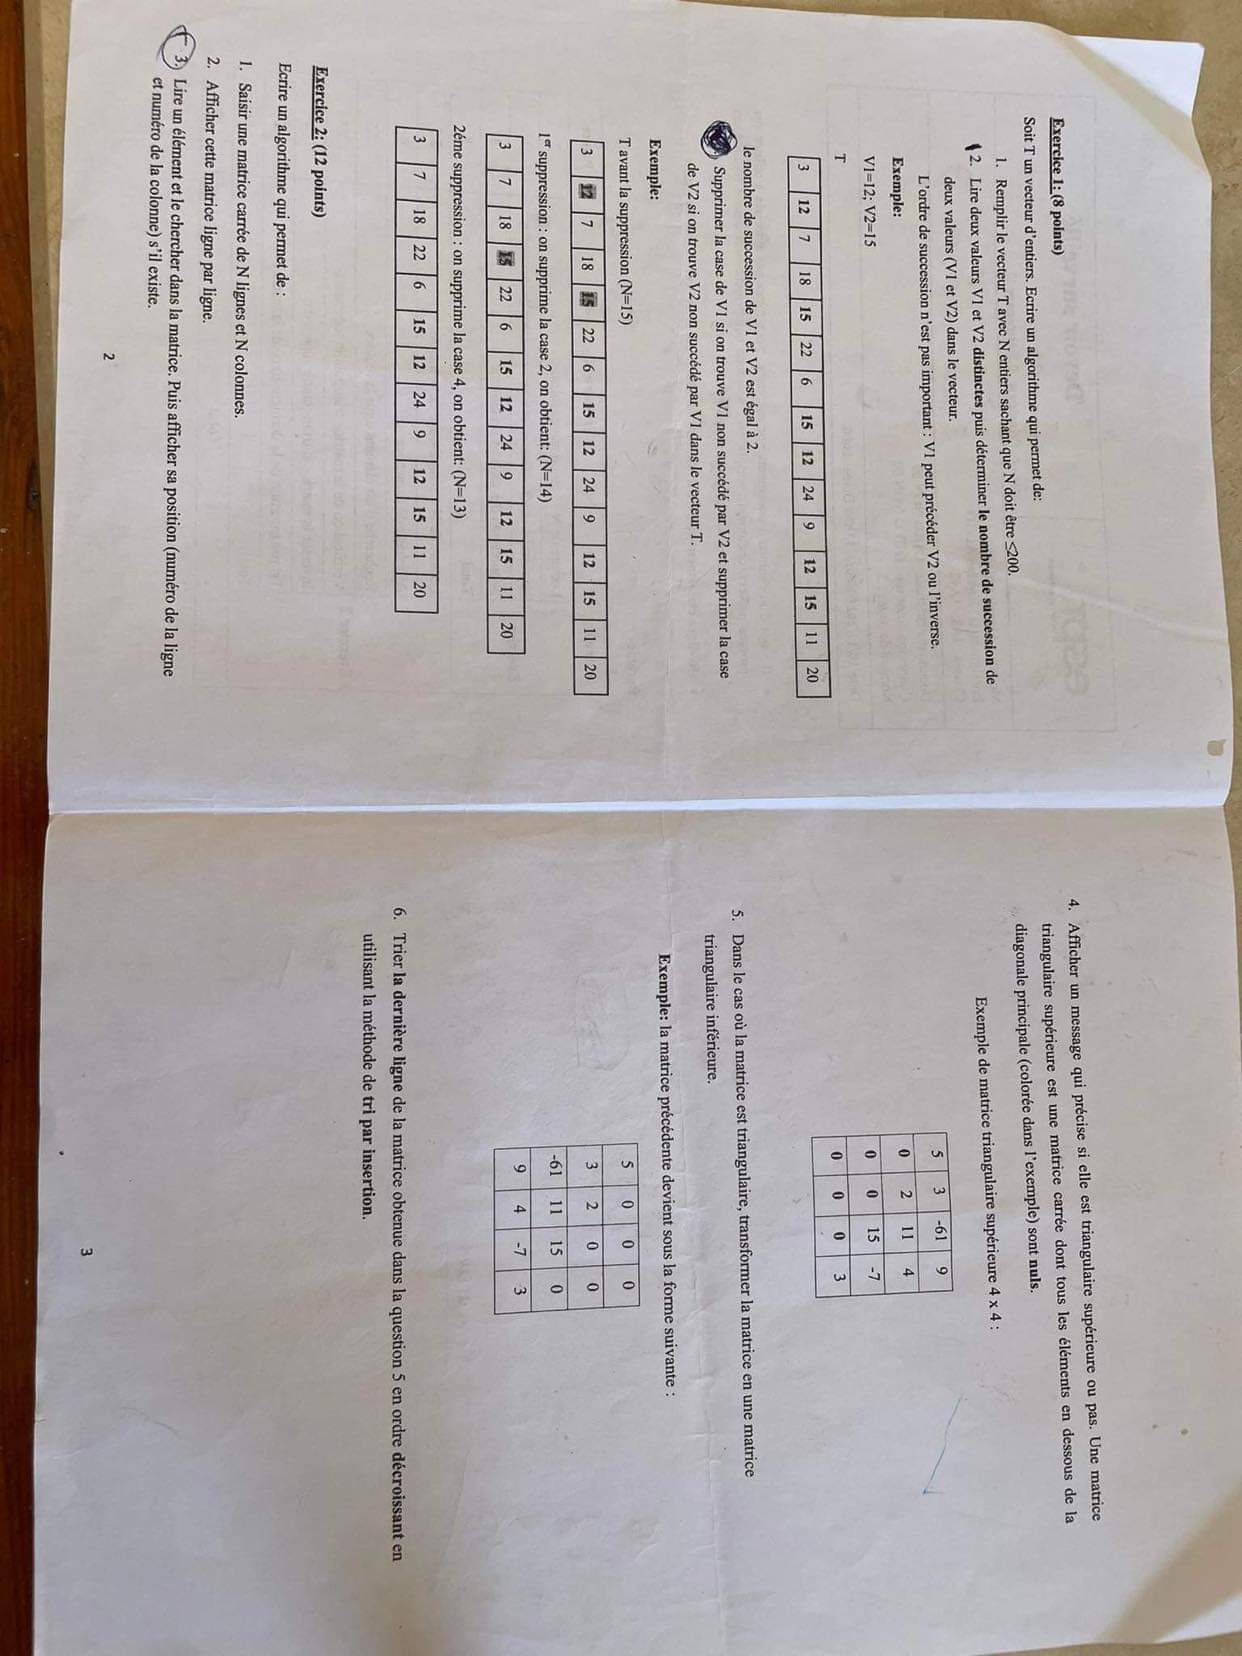 Exercice 1: (8 points)
Soit T un vecteur d'entiers. Ecrire un algorithme qui permet de:
1. Remplir le vecteur T avec N entiers sachant que N doit être ≤200.
2. Lire deux valeurs V1 et V2 distinctes puis déterminer le nombre de succession de
deux valeurs (V1 et V2) dans le vecteur.
L'ordre de succession n'est pas important : V1 peut précéder V2 ou l'inverse.
Exemple:
V1=12; V2=15
T
3 12 7 18 15 22 6 15 12 24 9 12 15 11 20
le nombre de succession de V1 et V2 est égal à 2.
Supprimer la case de V1 si on trouve V1 non succédé par V2 et supprimer la case
de V2 si on trouve V2 non succédé par V1 dans le vecteur T.
Exemple:
T avant la suppression (N=15)
3 12 7 18 15 22 6 15 12 24 9 12 15 11 20
1er suppression : on supprime la case 2, on obtient: (N=14)
3 7 18 15 22 6 15 12 24 9 12 15 11 20
2éme suppression : on supprime la case 4, on obtient: (N=13)
3 7 18 22 6 15 12 24 9 12 15 11 20
Exercice 2: (12 points)
Ecrire un algorithme qui permet de :
1. Saisir une matrice carrée de N lignes et N colonnes.
2. Afficher cette matrice ligne par ligne.
3. Lire un élément et le chercher dans la matrice. Puis afficher sa position (numéro de la ligne
et numéro de la colonne) s'il existe.
2
4. Afficher un message qui précise si elle est triangulaire supérieure ou pas. Une matrice
triangulaire supérieure est une matrice carrée dont tous les éléments en dessous de la
diagonale principale (colorée dans l'exemple) sont nuls.
Exemple de matrice triangulaire supérieure 4 x 4 :
5 3 -61 9
0 2 11 4
0 0 15 -7
0 0 0 3
5. Dans le cas où la matrice est triangulaire, transformer la matrice en une matrice
triangulaire inférieure.
Exemple: la matrice précédente devient sous la forme suivante :
5 0 0 0
3 2 0 0
-61 11 15 0
9 4 -7 3
6. Trier la dernière ligne de la matrice obtenue dans la question 5 en ordre décroissant en
utilisant la méthode de tri par insertion.
3